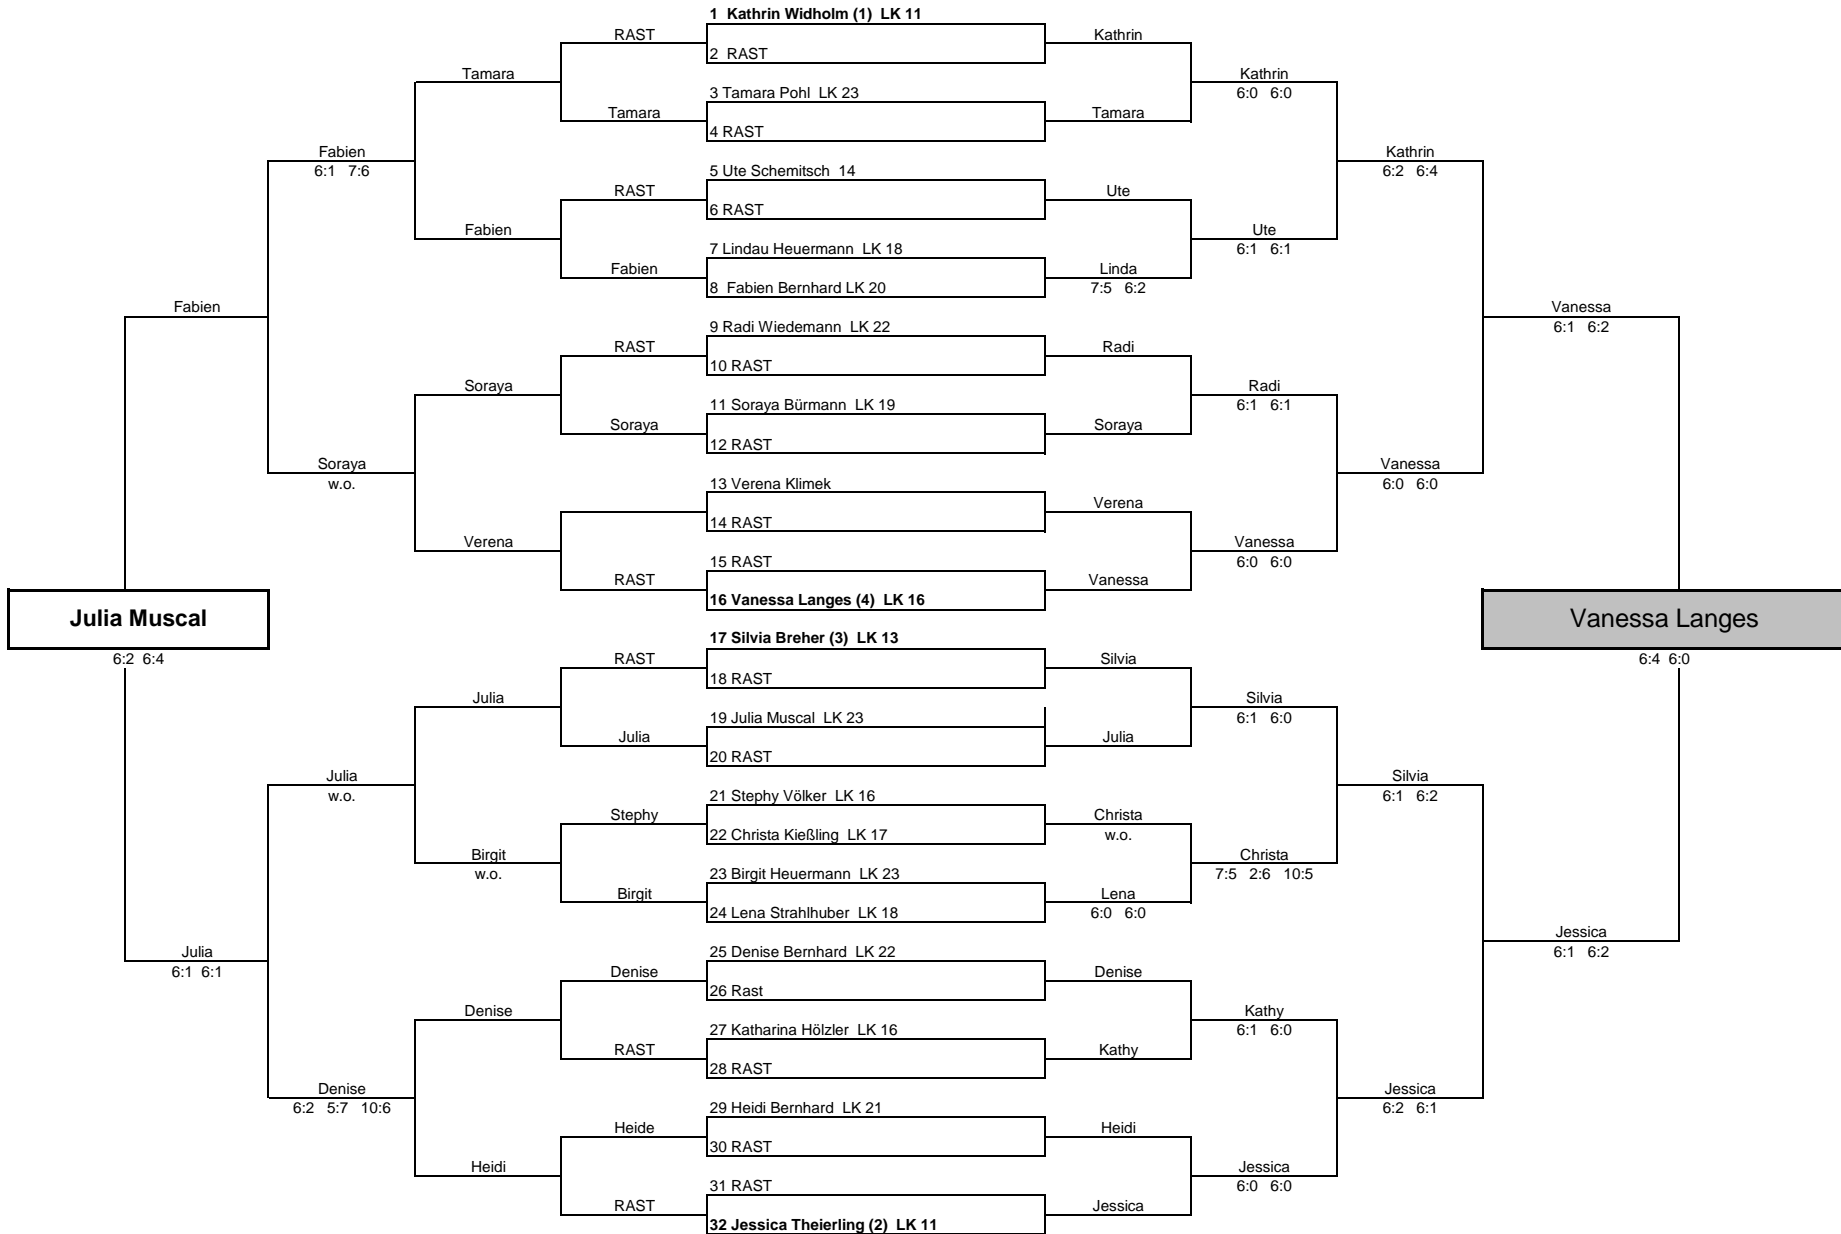 1 Kathrin Widholm (1) LK 11
RAST
Kathrin
2 RAST
Tamara
Kathrin
6:0 6:0
3 Tamara Pohl LK 23
Tamara
Tamara
4 RAST
Fabien
6:1 7:6
Kathrin
6:2 6:4
5 Ute Schemitsch 14
RAST
Ute
6 RAST
Fabien
Ute
6:1 6:1
7 Lindau Heuermann LK 18
Fabien
Linda
8 Fabien Bernhard LK 20
7:5 6:2
Fabien
Vanessa
6:1 6:2
9 Radi Wiedemann LK 22
RAST
Radi
10 RAST
Soraya
Radi
6:1 6:1
11 Soraya Bürmann LK 19
Soraya
Soraya
12 RAST
Soraya
w.o.
Vanessa
6:0 6:0
13 Verena Klimek
Verena
14 RAST
Verena
Vanessa
6:0 6:0
15 RAST
RAST
Vanessa
16 Vanessa Langes (4) LK 16
Julia Muscal
6:2 6:4
Vanessa Langes
6:4 6:0
17 Silvia Breher (3) LK 13
RAST
Silvia
18 RAST
Julia
Silvia
6:1 6:0
19 Julia Muscal LK 23
Julia
Julia
20 RAST
Julia
w.o.
Silvia
6:1 6:2
21 Stephy Völker LK 16
Stephy
Christa
22 Christa Kießling LK 17
w.o.
Birgit
w.o.
Christa
7:5 2:6 10:5
23 Birgit Heuermann LK 23
Birgit
Lena
24 Lena Strahlhuber LK 18
6:0 6:0
Julia
6:1 6:1
Jessica
6:1 6:2
25 Denise Bernhard LK 22
Denise
Denise
26 Rast
Denise
Kathy
6:1 6:0
27 Katharina Hölzler LK 16
RAST
Kathy
28 RAST
Denise
6:2 5:7 10:6
Jessica
6:2 6:1
29 Heidi Bernhard LK 21
Heide
Heidi
30 RAST
Heidi
Jessica
6:0 6:0
31 RAST
RAST
Jessica
32 Jessica Theierling (2) LK 11